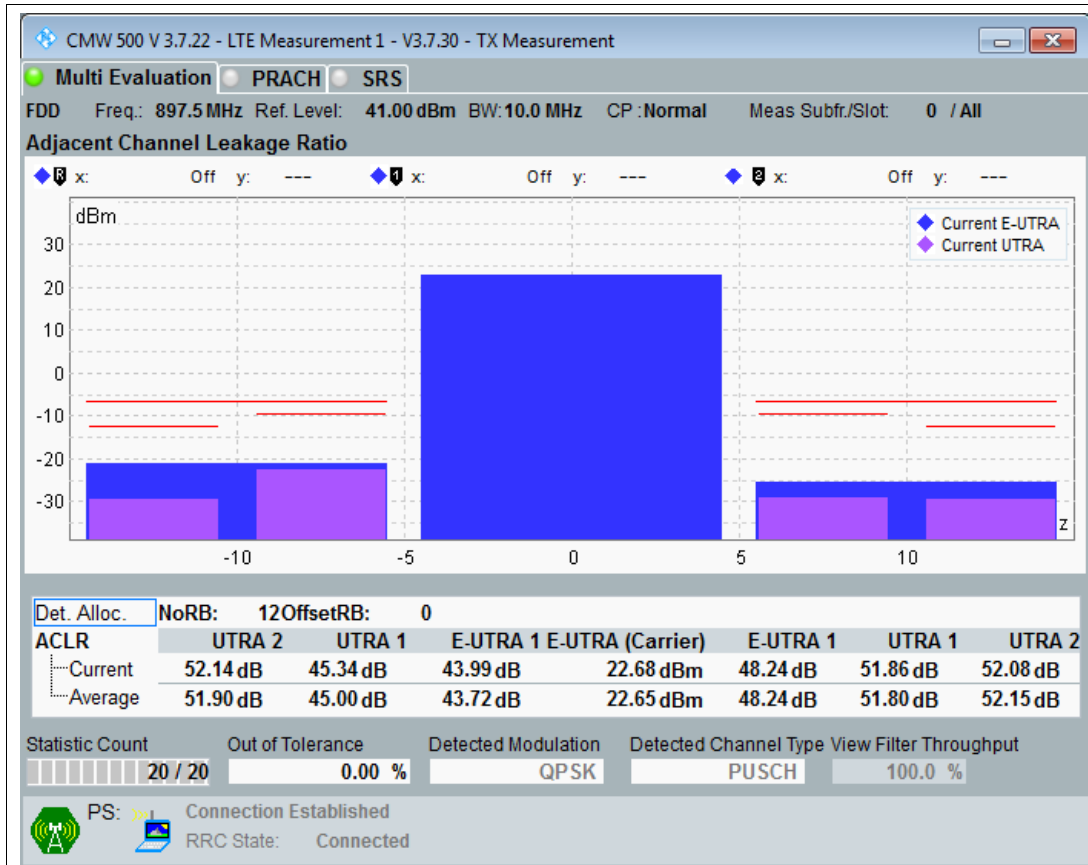 CMW 500 V 3.7.22 - LTE Measurement 1 - V3.7.30 - TX Measurement
Multi Evaluation PRACH SRS
FDD Freq.: 897.5 MHz Ref. Level: 41.00 dBm BW: 10.0 MHz CP : Normal Meas Subfr./Slot: 0 / All
Adjacent Channel Leakage Ratio
R x: Off y: --- 1 x: Off y: --- 2 x: Off y: ---
dBm
Current E-UTRA
Current UTRA
30
20
10
0
-10
-20
-30
z
-10 -5 0 5 10
Det. Alloc. NoRB: 12 OffsetRB: 0
ACLR UTRA 2 UTRA 1 E-UTRA 1 E-UTRA (Carrier) E-UTRA 1 UTRA 1 UTRA 2
Current 52.14 dB 45.34 dB 43.99 dB 22.68 dBm 48.24 dB 51.86 dB 52.08 dB
Average 51.90 dB 45.00 dB 43.72 dB 22.65 dBm 48.24 dB 51.80 dB 52.15 dB
Statistic Count Out of Tolerance Detected Modulation Detected Channel Type View Filter Throughput
20 / 20 0.00 % QPSK PUSCH 100.0 %
PS: Connection Established
RRC State: Connected